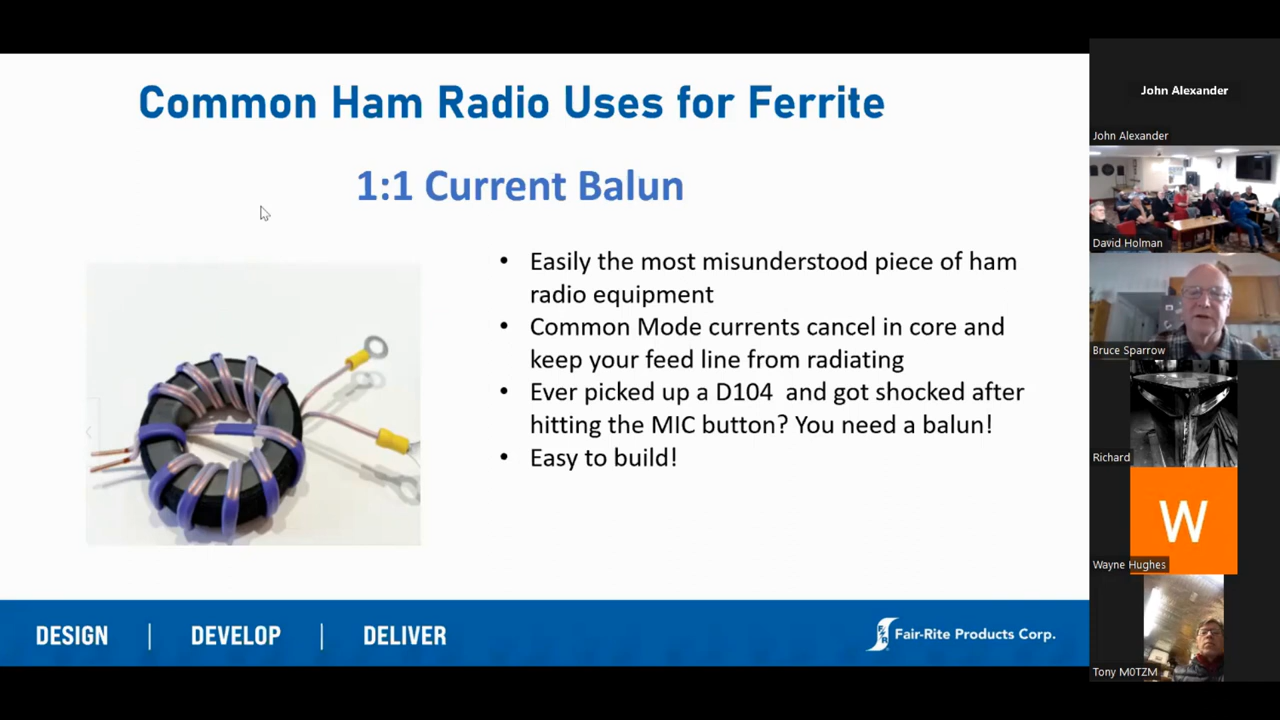 Common Ham Radio Uses for Ferrite
1:1 Current Balun
• Easily the most misunderstood piece of ham
radio equipment
• Common Mode currents cancel in core and
keep your feed line from radiating
• Ever picked up a D104 and got shocked after
hitting the MIC button? You need a balun!
• Easy to build!
DESIGN | DEVELOP | DELIVER
Fair-Rite Products Corp.
John Alexander
John Alexander
David Holman
Bruce Sparrow
Richard
W
Wayne Hughes
Tony M0TZM